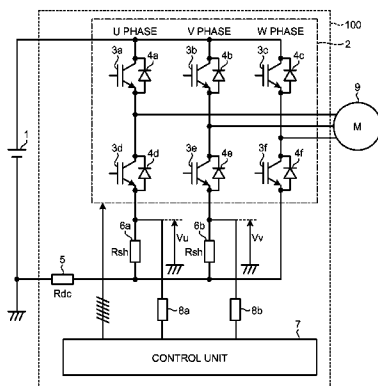 100
U PHASE V PHASE W PHASE
2
3a 4a 3b 4b 3c 4c
9
M
1
3d 4d 3e 4e 3f 4f
6a Vu 6b Vv
5 Rsh Rsh
Rdc
8a 8b
7
CONTROL UNIT